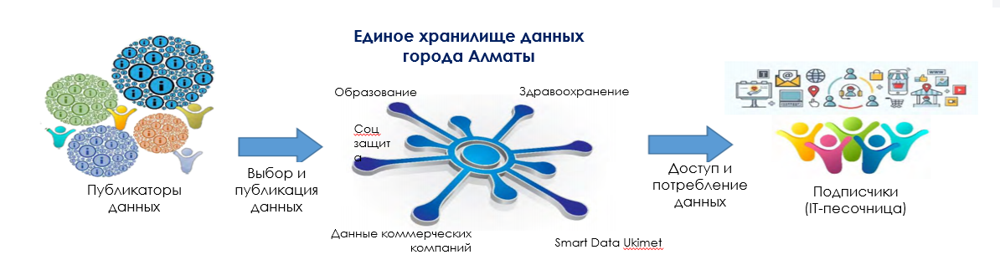 Единое хранилище данных
города Алматы
Образование
Здравоохранение
Соц
защит
а
Выбор и
публикация
данных
Доступ и
потребление
данных
Публикаторы
данных
Подписчики
(IT-песочница)
Данные коммерческих
компаний
Smart Data Ukimet